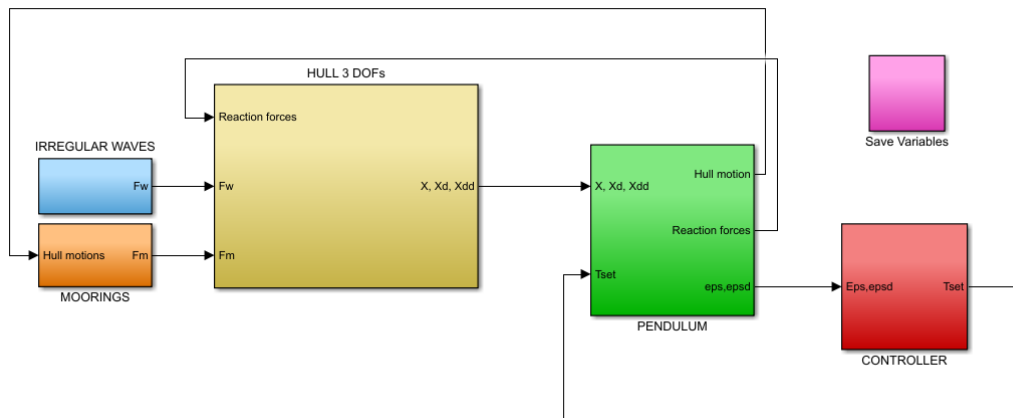 HULL 3 DOFs
Reaction forces
Fw
Fm
X, Xd, Xdd
IRREGULAR WAVES
Fw
Hull motions
Fm
MOORINGS
X, Xd, Xdd
Tset
Hull motion
Reaction forces
eps,epsd
PENDULUM
Save Variables
Eps,epsd
Tset
CONTROLLER